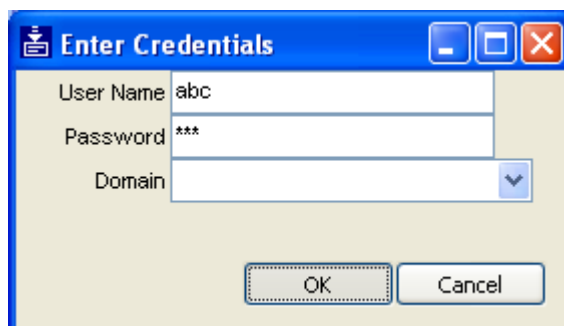 Enter Credentials
User Name abc
Password ***
Domain
OK Cancel